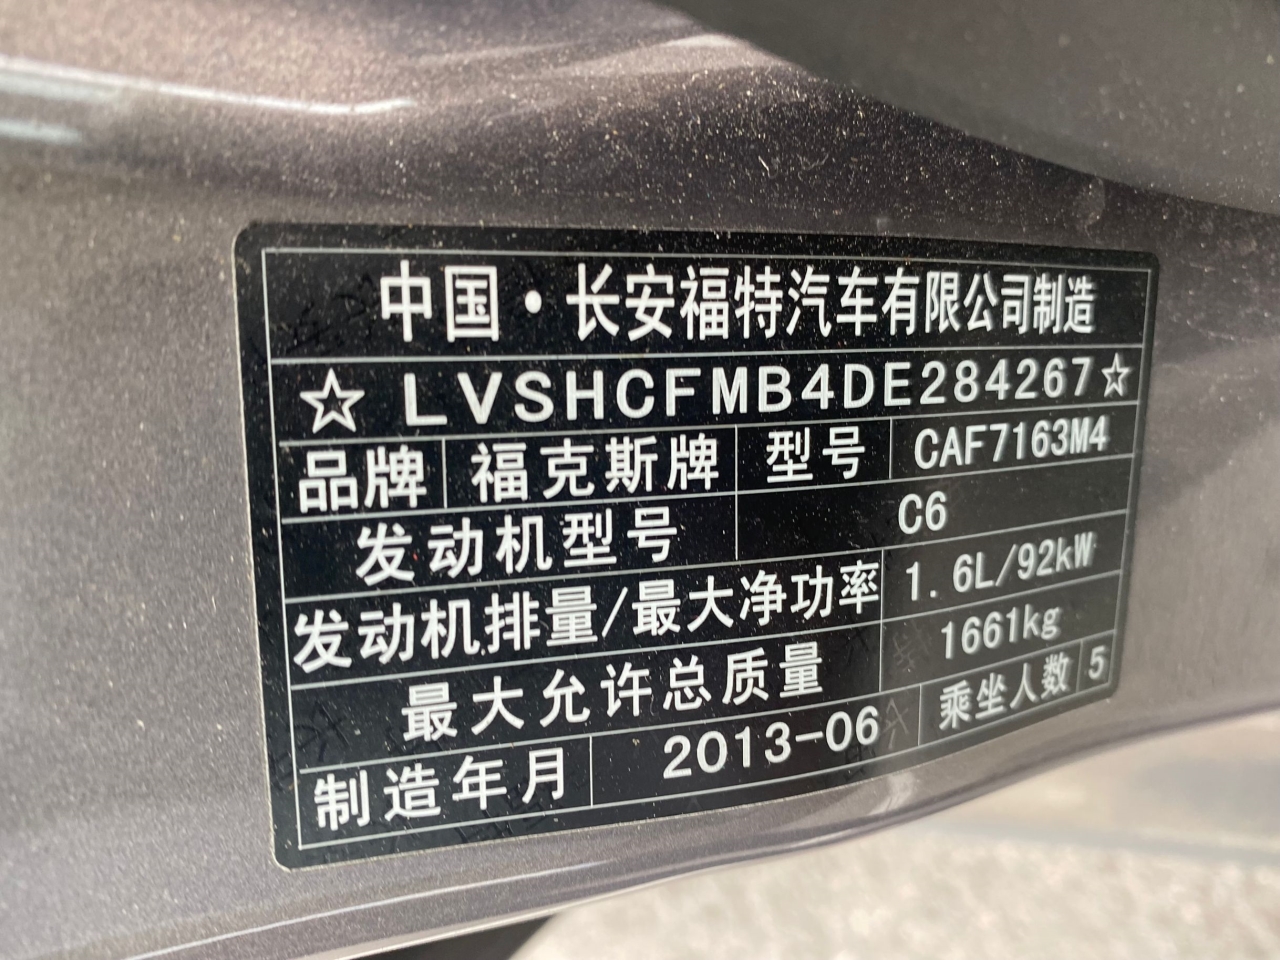 中国·长安福特汽车有限公司制造
☆LVSHCFMB4DE284267☆
品牌 福克斯牌 型号 CAF7163M4
发动机型号 C6
发动机排量/最大净功率 1.6L/92kW
最大允许总质量 1661kg
制造年月 2013-06 乘坐人数 5